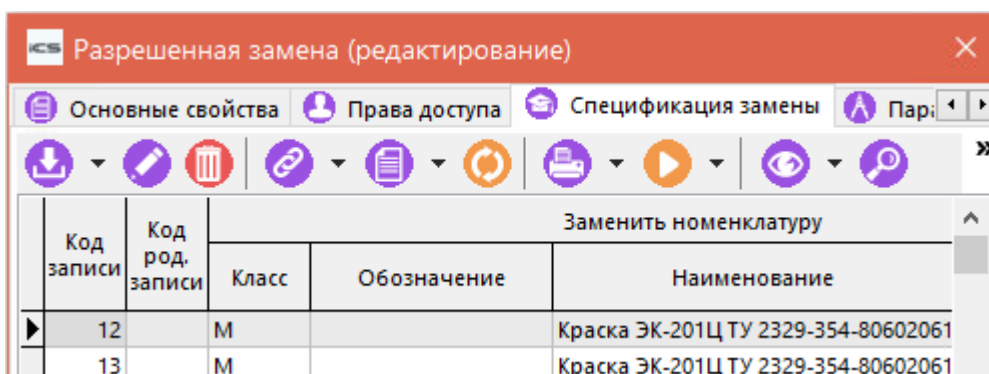 iCS Разрешенная замена (редактирование)
Основные свойства Права доступа Спецификация замены
Код записи Код род. записи Заменить номенклатуру
Класс Обозначение Наименование
12 М Краска ЭК-201Ц ТУ 2329-354-80602061
13 М Краска ЭК-201Ц ТУ 2329-354-80602061